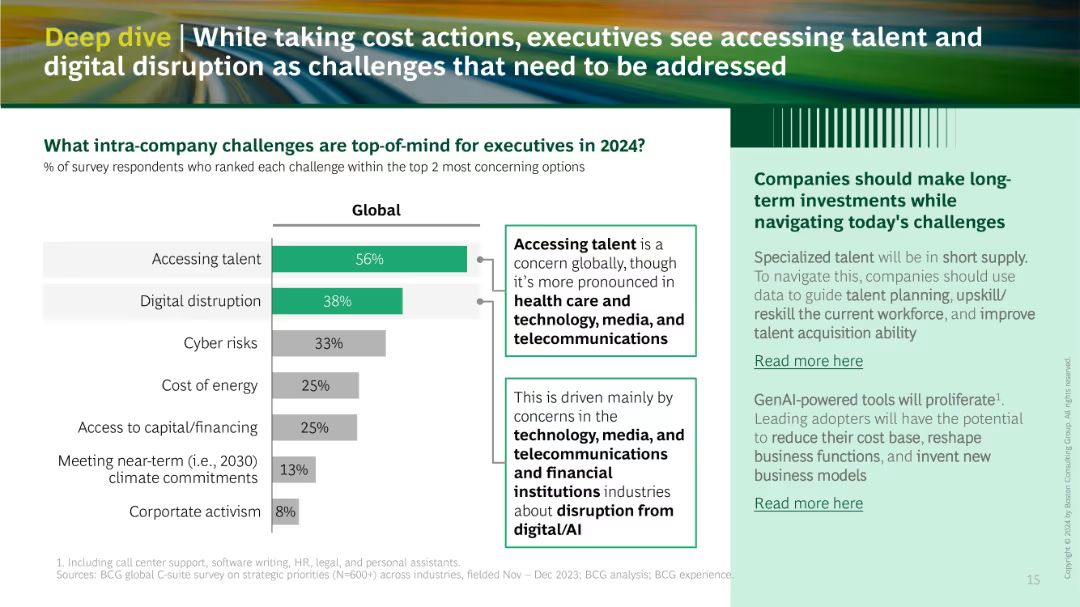 Deep dive | While taking cost actions, executives see accessing talent and
digital disruption as challenges that need to be addressed
What intra-company challenges are top-of-mind for executives in 2024?
% of survey respondents who ranked each challenge within the top 2 most concerning options
Global
Accessing talent 56%
Digital distruption 38%
Cyber risks 33%
Cost of energy 25%
Access to capital/financing 25%
Meeting near-term (i.e., 2030)
climate commitments 13%
Corportate activism 8%
Accessing talent is a
concern globally, though
it's more pronounced in
health care and
technology, media, and
telecommunications
This is driven mainly by
concerns in the
technology, media, and
telecommunications
and financial
institutions industries
about disruption from
digital/AI
Companies should make long-
term investments while
navigating today's challenges
Specialized talent will be in short supply.
To navigate this, companies should use
data to guide talent planning, upskill/
reskill the current workforce, and improve
talent acquisition ability
Read more here
GenAI-powered tools will proliferate¹.
Leading adopters will have the potential
to reduce their cost base, reshape
business functions, and invent new
business models
Read more here
1. Including call center support, software writing, HR, legal, and personal assistants.
Sources: BCG global C-suite survey on strategic priorities (N=600+) across industries, fielded Nov – Dec 2023; BCG analysis; BCG experience.
15
Copyright © 2024 by Boston Consulting Group. All rights reserved.